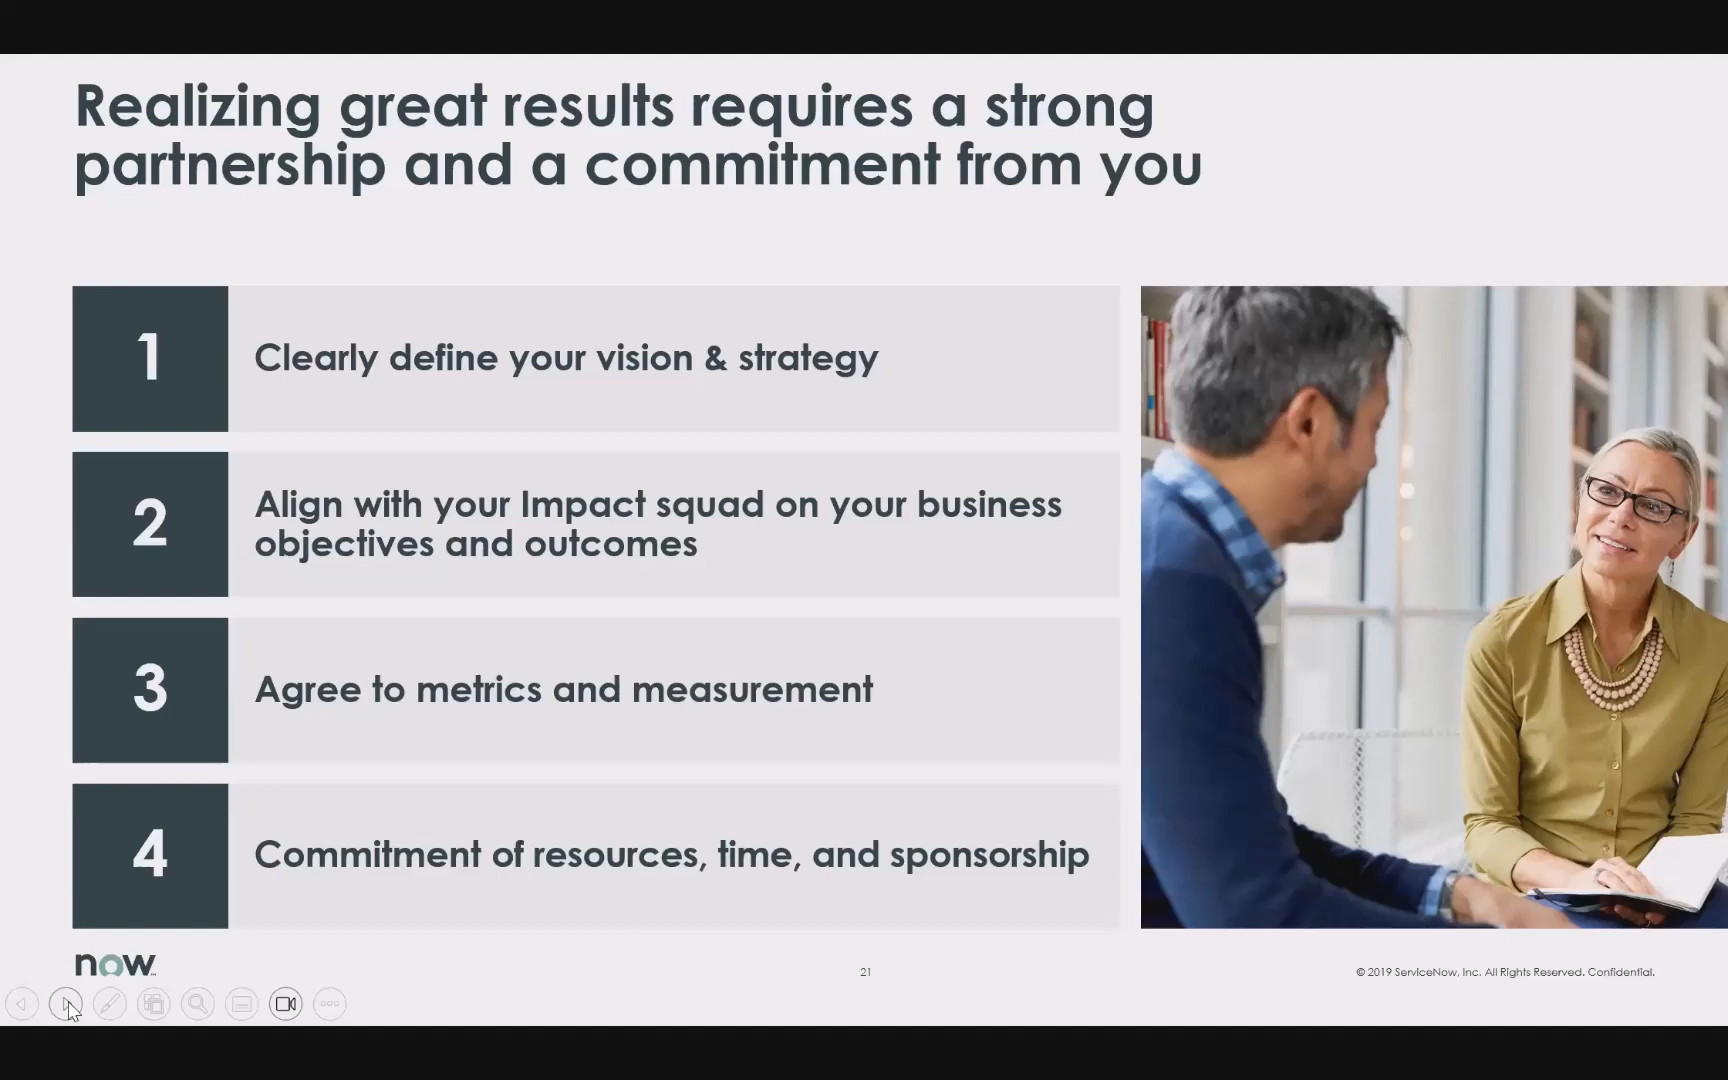 Realizing great results requires a strong
partnership and a commitment from you
1
Clearly define your vision & strategy
2
Align with your Impact squad on your business
objectives and outcomes
3
Agree to metrics and measurement
4
Commitment of resources, time, and sponsorship
now
21
© 2019 ServiceNow, Inc. All Rights Reserved. Confidential.